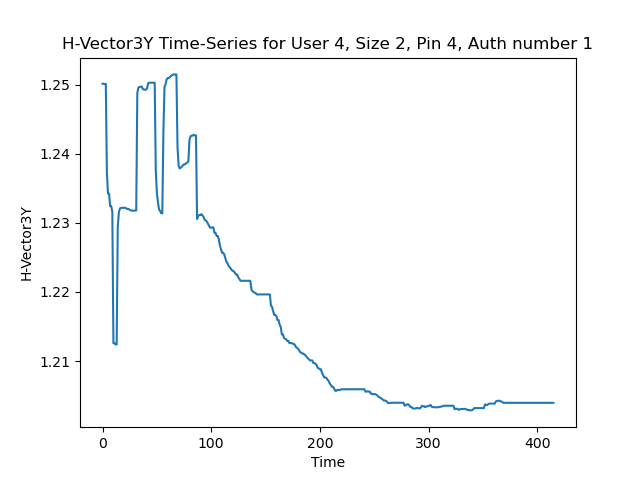 H-Vector3Y Time-Series for User 4, Size 2, Pin 4, Auth number 1
1.25
1.24
1.23
1.22
1.21
H-Vector3Y
0 100 200 300 400
Time